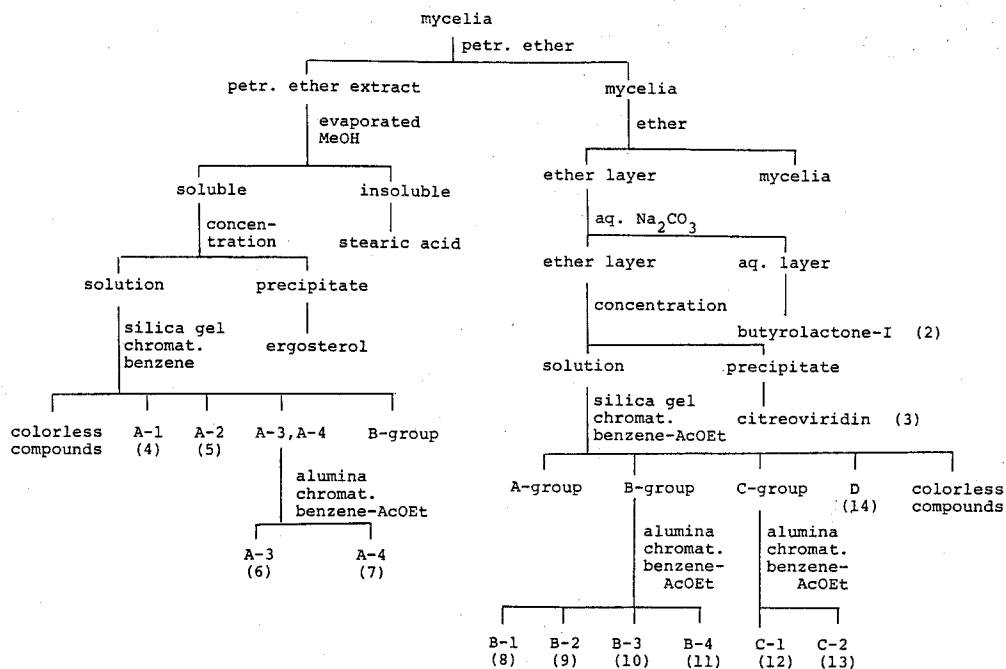 mycelia
petr. ether
petr. ether extract
mycelia
evaporated
MeOH
ether
soluble
insoluble
ether layer
mycelia
concen-
tration
stearic acid
aq. Na2CO3
solution
precipitate
ether layer
aq. layer
silica gel
chromat.
benzene
ergosterol
concentration
butyrolactone-I (2)
solution
precipitate
colorless
compounds
A-1
(4)
A-2
(5)
A-3,A-4
B-group
silica gel
chromat.
benzene-AcOEt
citreoviridin (3)
alumina
chromat.
benzene-AcOEt
A-3
(6)
A-4
(7)
A-group
B-group
C-group
D
(14)
colorless
compounds
alumina
chromat.
benzene-
AcOEt
alumina
chromat.
benzene-
AcOEt
B-1
(8)
B-2
(9)
B-3
(10)
B-4
(11)
C-1
(12)
C-2
(13)